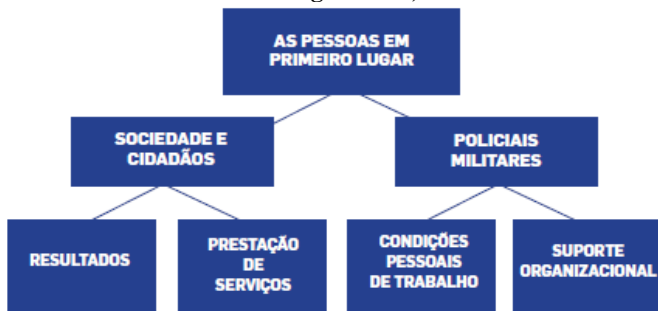 AS PESSOAS EM
PRIMEIRO LUGAR
SOCIEDADE E
CIDADÃOS
POLICIAIS
MILITARES
RESULTADOS
PRESTAÇÃO
DE
SERVIÇOS
CONDIÇÕES
PESSOAIS
DE TRABALHO
SUPORTE
ORGANIZACIONAL